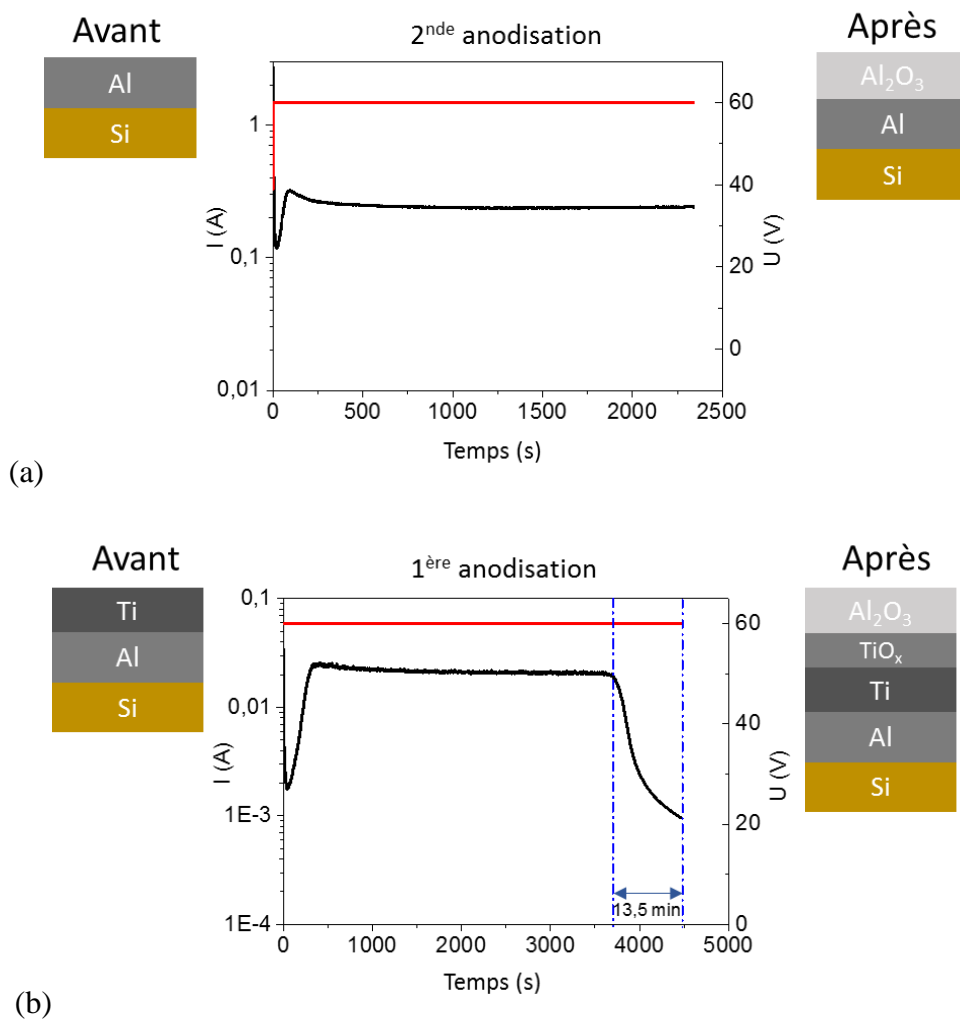 Avant
2nde anodisation
Après
Al
Si
Al2O3
Al
Si
I (A)
1
0,1
0,01
U (V)
60
40
20
0
0 500 1000 1500 2000 2500
Temps (s)
(a)
Avant
1ère anodisation
Après
Ti
Al
Si
Al2O3
TiOx
Ti
Al
Si
I (A)
0,1
0,01
1E-3
1E-4
U (V)
60
40
20
0
13,5 min
0 1000 2000 3000 4000 5000
Temps (s)
(b)